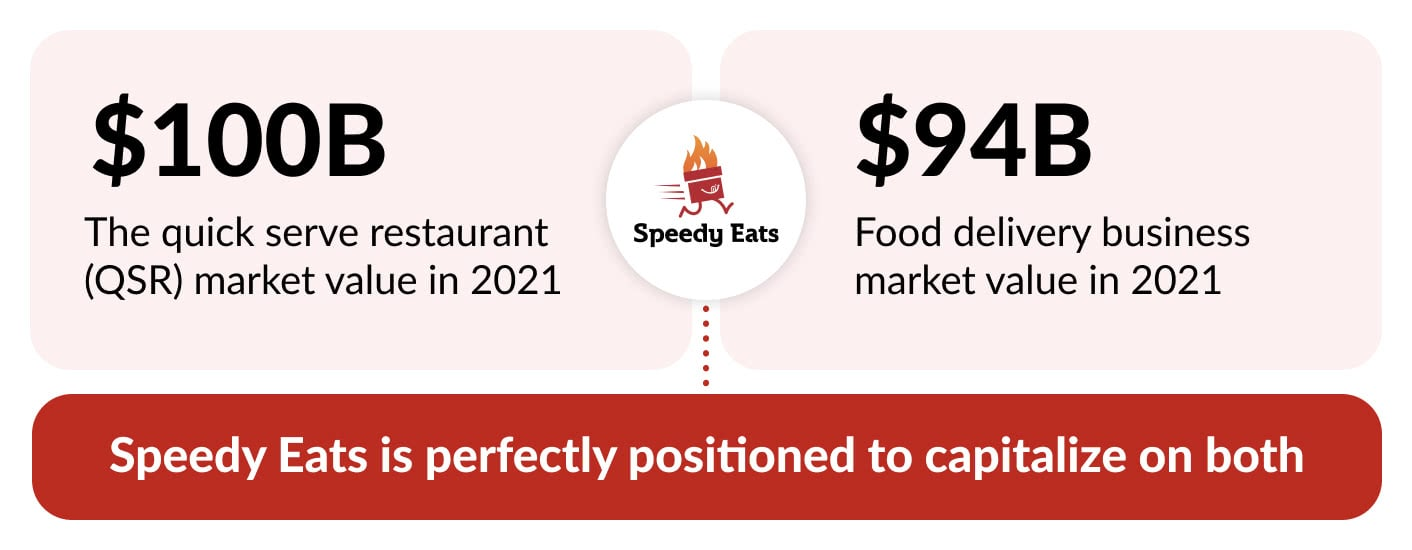 $100B
The quick serve restaurant
(QSR) market value in 2021
Speedy Eats
$94B
Food delivery business
market value in 2021
Speedy Eats is perfectly positioned to capitalize on both